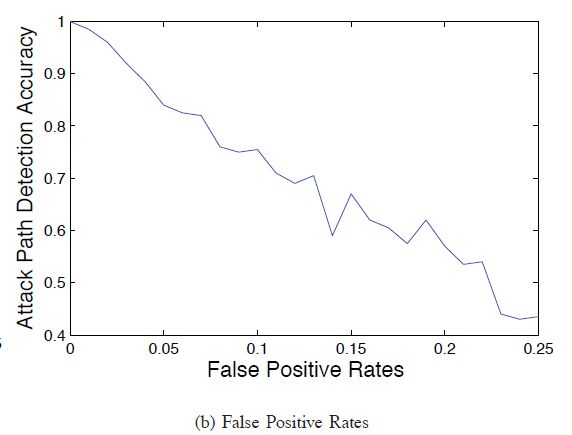 Attack Path Detection Accuracy
1
0.9
0.8
0.7
0.6
0.5
0.4
0 0.05 0.1 0.15 0.2 0.25
False Positive Rates
(b) False Positive Rates